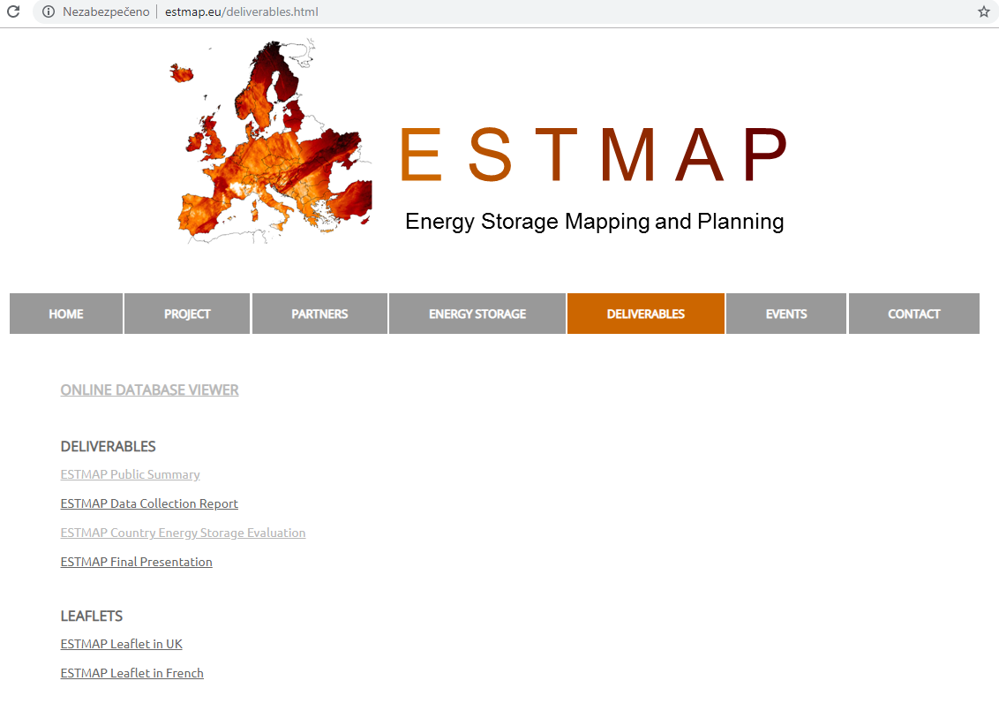 Nezabezpečeno estmap.eu/deliverables.html
ESTMAP
Energy Storage Mapping and Planning
HOME PROJECT PARTNERS ENERGY STORAGE DELIVERABLES EVENTS CONTACT
ONLINE DATABASE VIEWER
DELIVERABLES
ESTMAP Public Summary
ESTMAP Data Collection Report
ESTMAP Country Energy Storage Evaluation
ESTMAP Final Presentation
LEAFLETS
ESTMAP Leaflet in UK
ESTMAP Leaflet in French